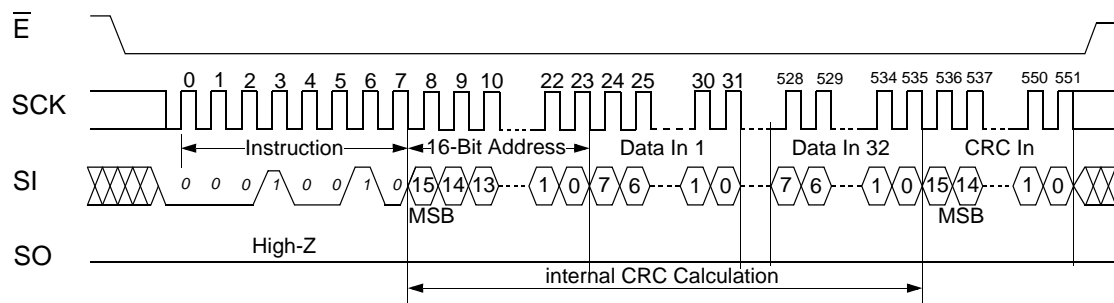 E
0 1 2 3 4 5 6 7 8 9 10 22 23 24 25 30 31 528 529 534 535 536 537 550 551
SCK
Instruction 16-Bit Address Data In 1 Data In 32 CRC In
SI 0 0 0 1 0 0 1 0 15 14 13 1 0 7 6 1 0 7 6 1 0 15 14 1 0
MSB MSB
High-Z
SO
internal CRC Calculation